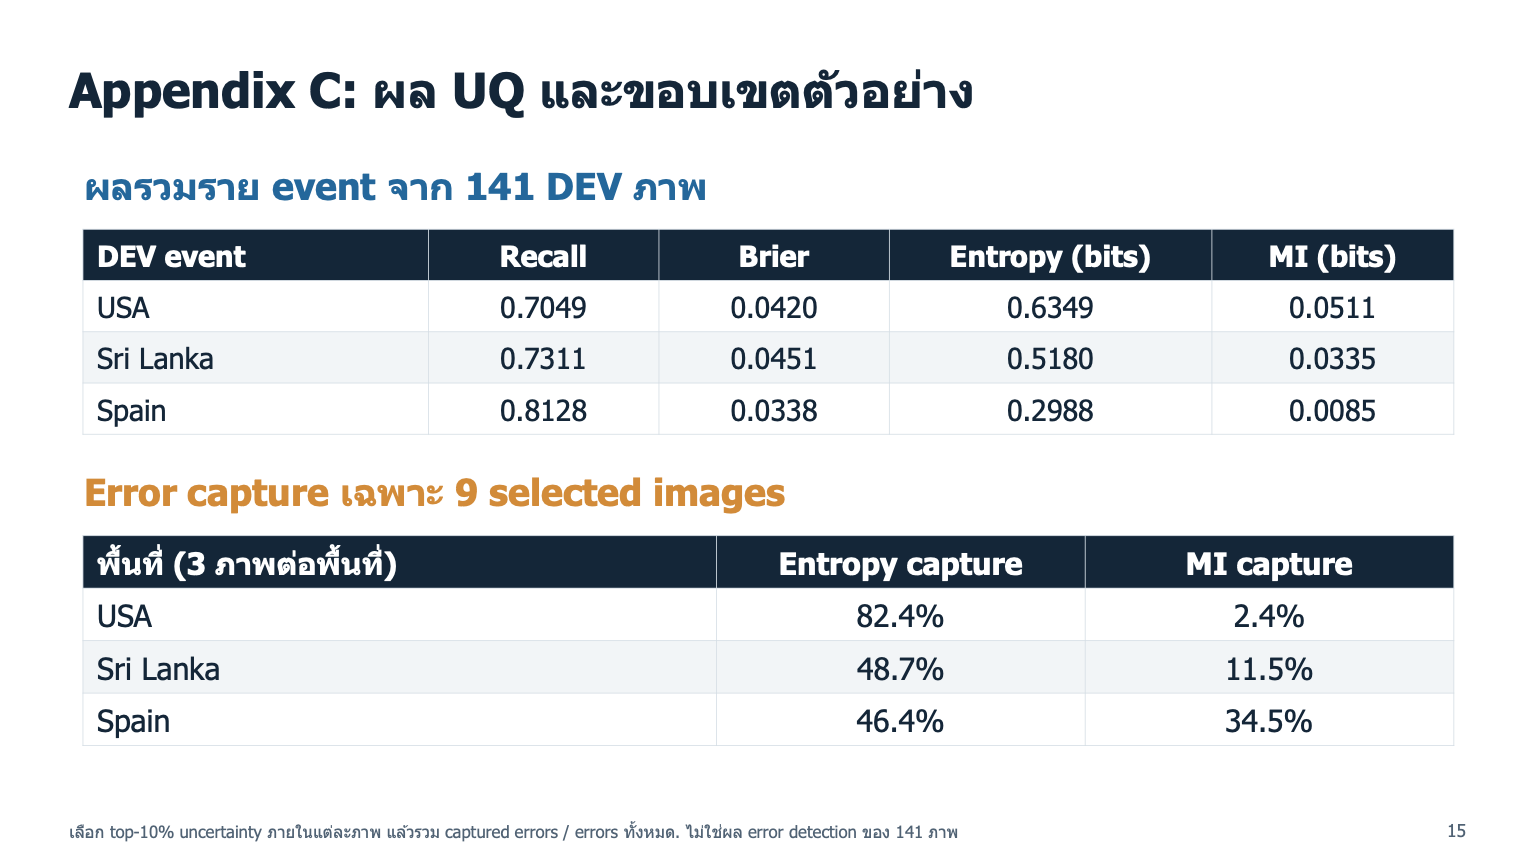 Appendix C: ผล UQ และขอบเขตตัวอย่าง
ผลรวมราย event จาก 141 DEV ภาพ
DEV event Recall Brier Entropy (bits) MI (bits)
USA 0.7049 0.0420 0.6349 0.0511
Sri Lanka 0.7311 0.0451 0.5180 0.0335
Spain 0.8128 0.0338 0.2988 0.0085
Error capture เฉพาะ 9 selected images
พื้นที่ (3 ภาพต่อพื้นที่) Entropy capture MI capture
USA 82.4% 2.4%
Sri Lanka 48.7% 11.5%
Spain 46.4% 34.5%
เลือก top-10% uncertainty ภายในแต่ละภาพ แล้วรวม captured errors / errors ทั้งหมด. ไม่ใช่ผล error detection ของ 141 ภาพ 15